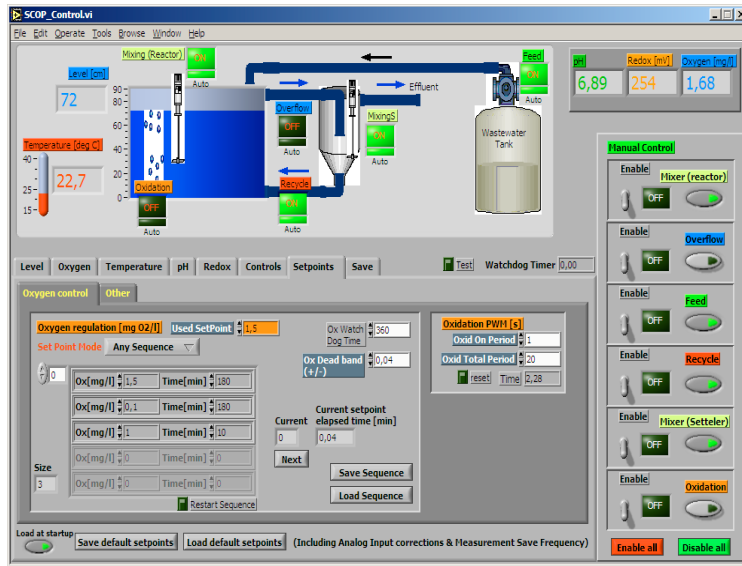 SCOP_Control.vi
File Edit Operate Tools Browse Window Help
Mixing (Reactor)
ON
Auto
Feed
ON
Auto
Level [cm]
72
90
80
60
40
20
0
Effluent
Overflow
OFF
Auto
MixingS
ON
Auto
Wastewater
Tank
Temperature [deg C]
40
25
15
22,7
Oxidation
OFF
Auto
Recycle
ON
Auto
pH Redox [mV] Oxygen [mg/l]
6,89 254 1,68
Level Oxygen Temperature pH Redox Controls Setpoints Save
Test Watchdog Timer 0,00
Oxygen control Other
Oxygen regulation [mg O2/l] Used SetPoint 1,5
Set Point Mode Any Sequence
0
Ox[mg/l] 1,5 Time[min] 180
Ox[mg/l] 0,1 Time[min] 180
Ox[mg/l] 1 Time[min] 10
Ox[mg/l] 0 Time[min] 0
Ox[mg/l] 0 Time[min] 0
Size
3
Restart Sequence
Ox Watch
Dog Time
360
Ox Dead band
(+/-)
0,04
Current
0
Current setpoint
elapsed time [min]
0,04
Next
Save Sequence
Load Sequence
Oxidation PWM [s]
Oxid On Period 1
Oxid Total Period 20
reset Time 2,28
Load at startup
Save default setpoints Load default setpoints (Including Analog Input corrections & Measurement Save Frequency)
Manual Control
Enable
Mixer (reactor)
OFF
Enable
Overflow
OFF
Enable
Feed
OFF
Enable
Recycle
OFF
Enable
Mixer (Setteler)
OFF
Enable
Oxidation
OFF
Enable all Disable all